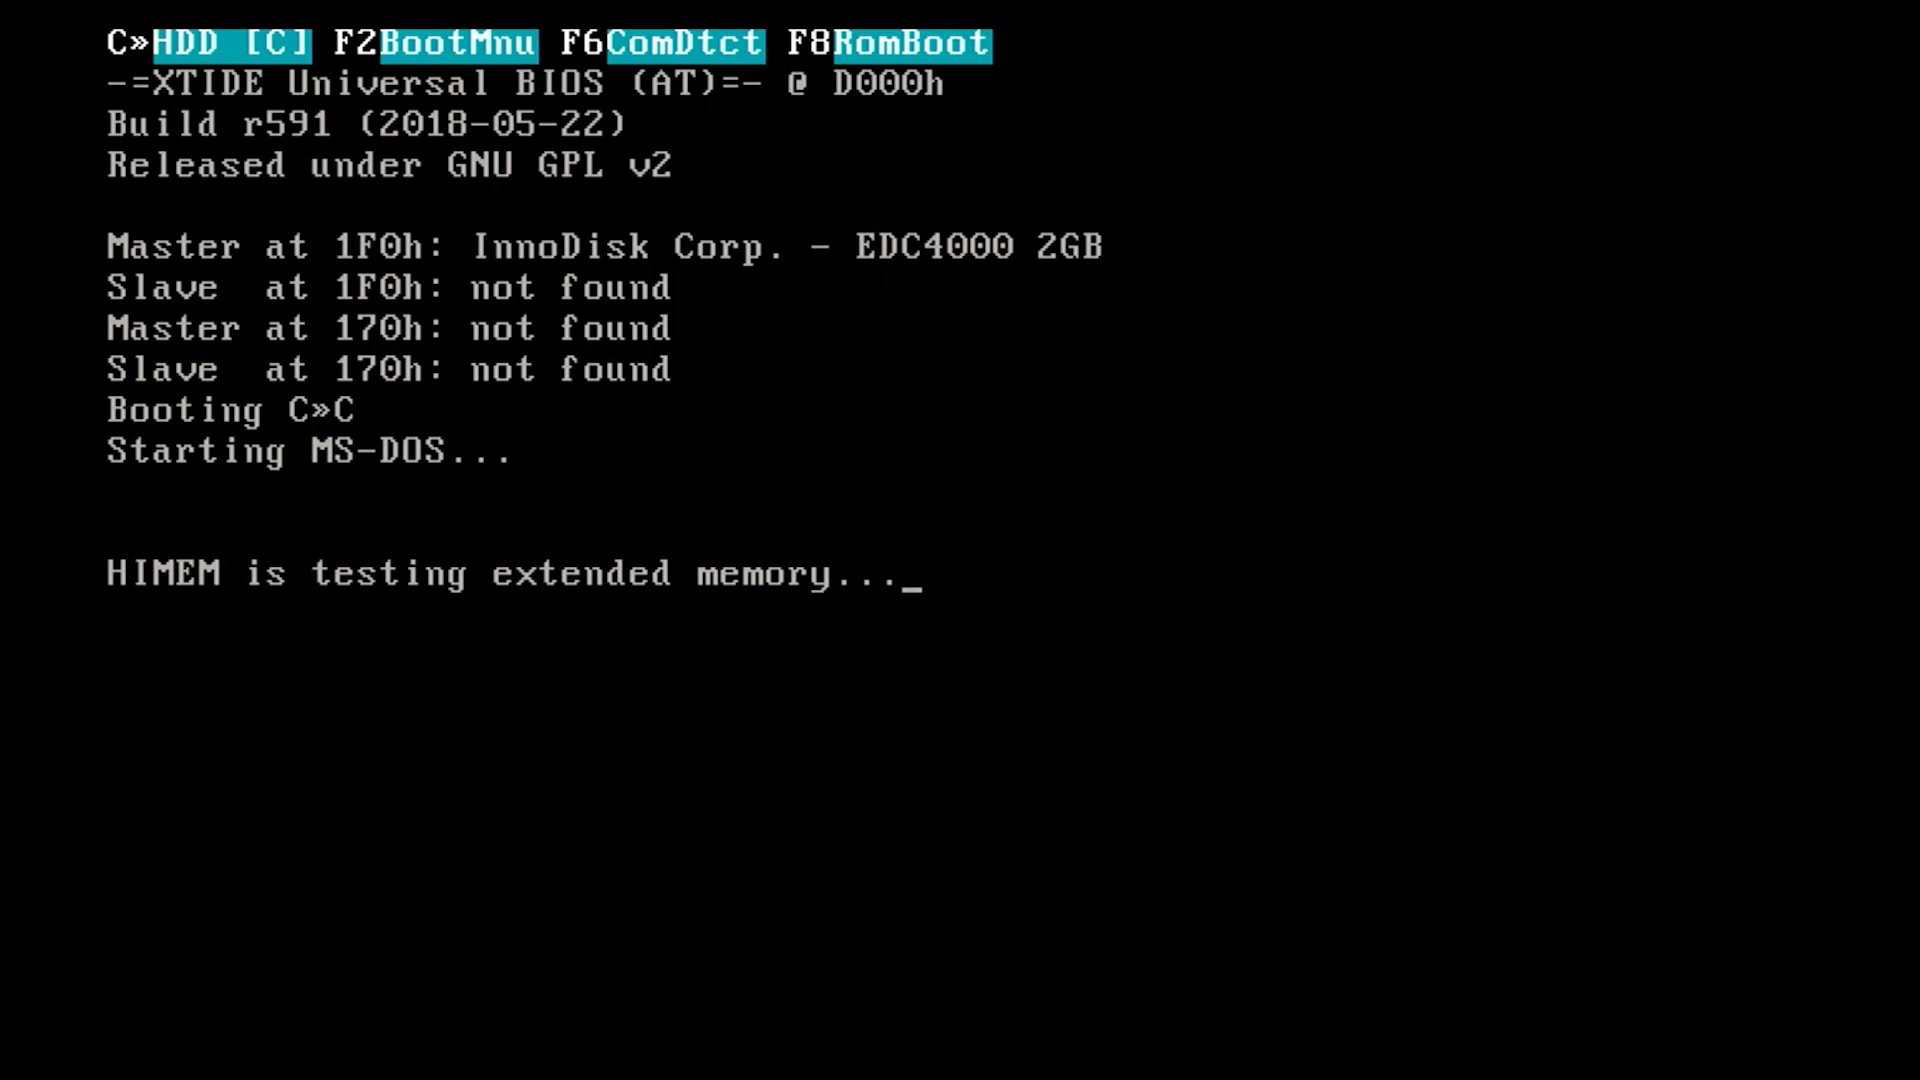 C»HDD [C] F2BootMnu F6ComDtct F8RomBoot
-=XTIDE Universal BIOS (AT)=- @ D000h
Build r591 (2018-05-22)
Released under GNU GPL v2
Master at 1F0h: InnoDisk Corp. - EDC4000 2GB
Slave  at 1F0h: not found
Master at 170h: not found
Slave  at 170h: not found
Booting C»C
Starting MS-DOS...
HIMEM is testing extended memory..._